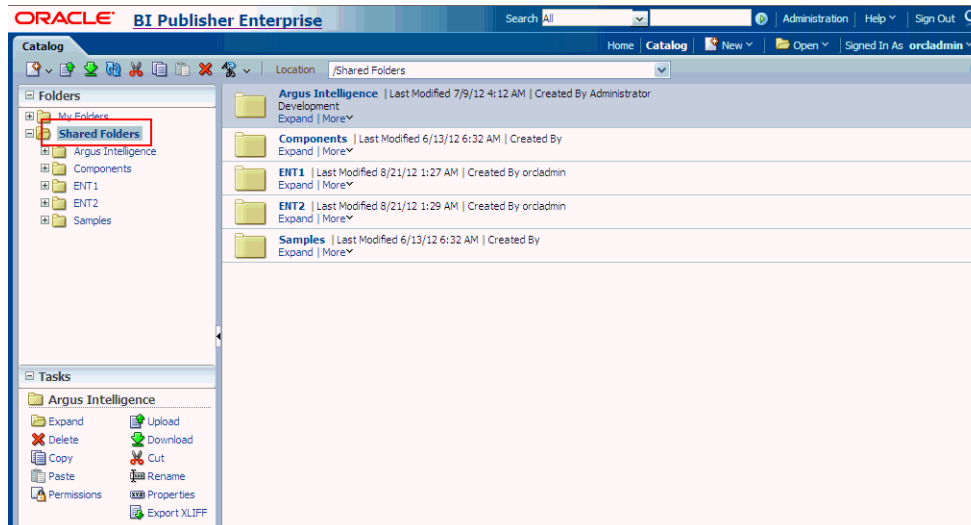 ORACLE BI Publisher Enterprise
Search All
Administration Help Sign Out
Catalog
Home Catalog New Open Signed In As orcladmin
Location /Shared Folders
Folders
My Folders
Shared Folders
Argus Intelligence
Components
ENT1
ENT2
Samples
Argus Intelligence | Last Modified 7/9/12 4:12 AM | Created By Administrator
Development
Expand | More
Components | Last Modified 6/13/12 6:32 AM | Created By
Expand | More
ENT1 | Last Modified 8/21/12 1:27 AM | Created By orcladmin
Expand | More
ENT2 | Last Modified 8/21/12 1:29 AM | Created By orcladmin
Expand | More
Samples | Last Modified 6/13/12 6:32 AM | Created By
Expand | More
Tasks
Argus Intelligence
Expand Upload
Delete Download
Copy Cut
Paste Rename
Permissions Properties
Export XLIFF